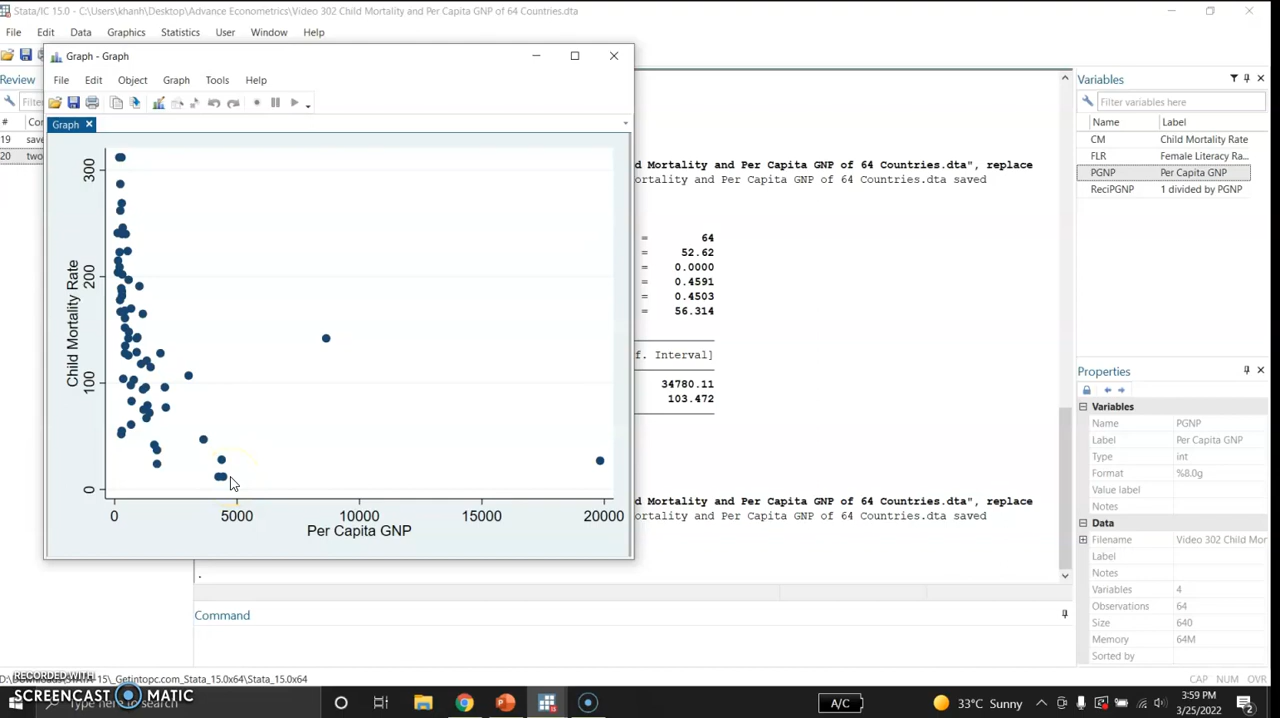 Stata/IC 15.0 - C:\Users\khanh\Desktop\Advance Econometrics\Video 302 Child Mortality and Per Capita GNP of 64 Countries.dta
File Edit Data Graphics Statistics User Window Help
Graph - Graph
File Edit Object Graph Tools Help
Graph
Review
Filter
# Co
19 save
20 two
Child Mortality Rate
300
200
100
0
0 5000 10000 15000 20000
Per Capita GNP
d Mortality and Per Capita GNP of 64 Countries.dta", replace
ortality and Per Capita GNP of 64 Countries.dta saved
= 64
= 52.62
= 0.0000
= 0.4591
= 0.4503
= 56.314
f. Interval]
34780.11
103.472
d Mortality and Per Capita GNP of 64 Countries.dta", replace
ortality and Per Capita GNP of 64 Countries.dta saved
.
Command
Variables
Filter variables here
Name Label
CM Child Mortality Rate
FLR Female Literacy Ra...
PGNP Per Capita GNP
ReciPGNP 1 divided by PGNP
Properties
Variables
Name PGNP
Label Per Capita GNP
Type int
Format %8.0g
Value label
Notes
Data
Filename Video 302 Child Mor
Label
Notes
Variables 4
Observations 64
Size 640
Memory 64M
Sorted by
CAP NUM OVR
RECORDED WITH
SCREENCAST MATIC
_Getintopc.com_Stata_15.0x64\Stata_15.0x64
Type here to search
A/C
33°C Sunny
3:59 PM
3/25/2022
2